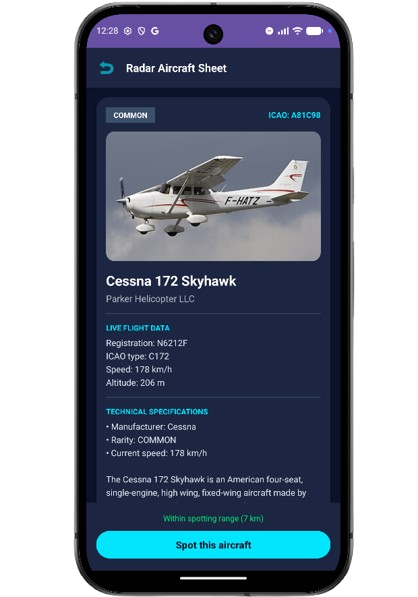 12:28
Radar Aircraft Sheet
COMMON
ICAO: A81C98
F-HATZ
Cessna 172 Skyhawk
Parker Helicopter LLC
LIVE FLIGHT DATA
Registration: N6212F
ICAO type: C172
Speed: 178 km/h
Altitude: 206 m
TECHNICAL SPECIFICATIONS
• Manufacturer: Cessna
• Rarity: COMMON
• Current speed: 178 km/h
The Cessna 172 Skyhawk is an American four-seat,
single-engine, high wing, fixed-wing aircraft made by
Within spotting range (7 km)
Spot this aircraft